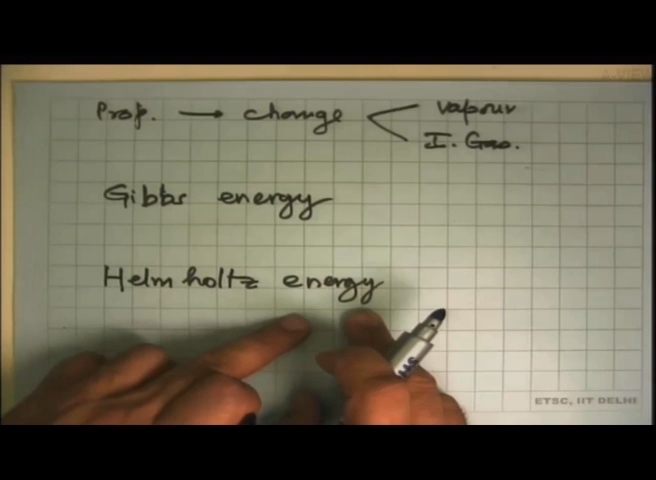 Prop. → change < vapour
I. Gas.
Gibbs energy
Helmholtz energy
ETSC, IIT DELHI